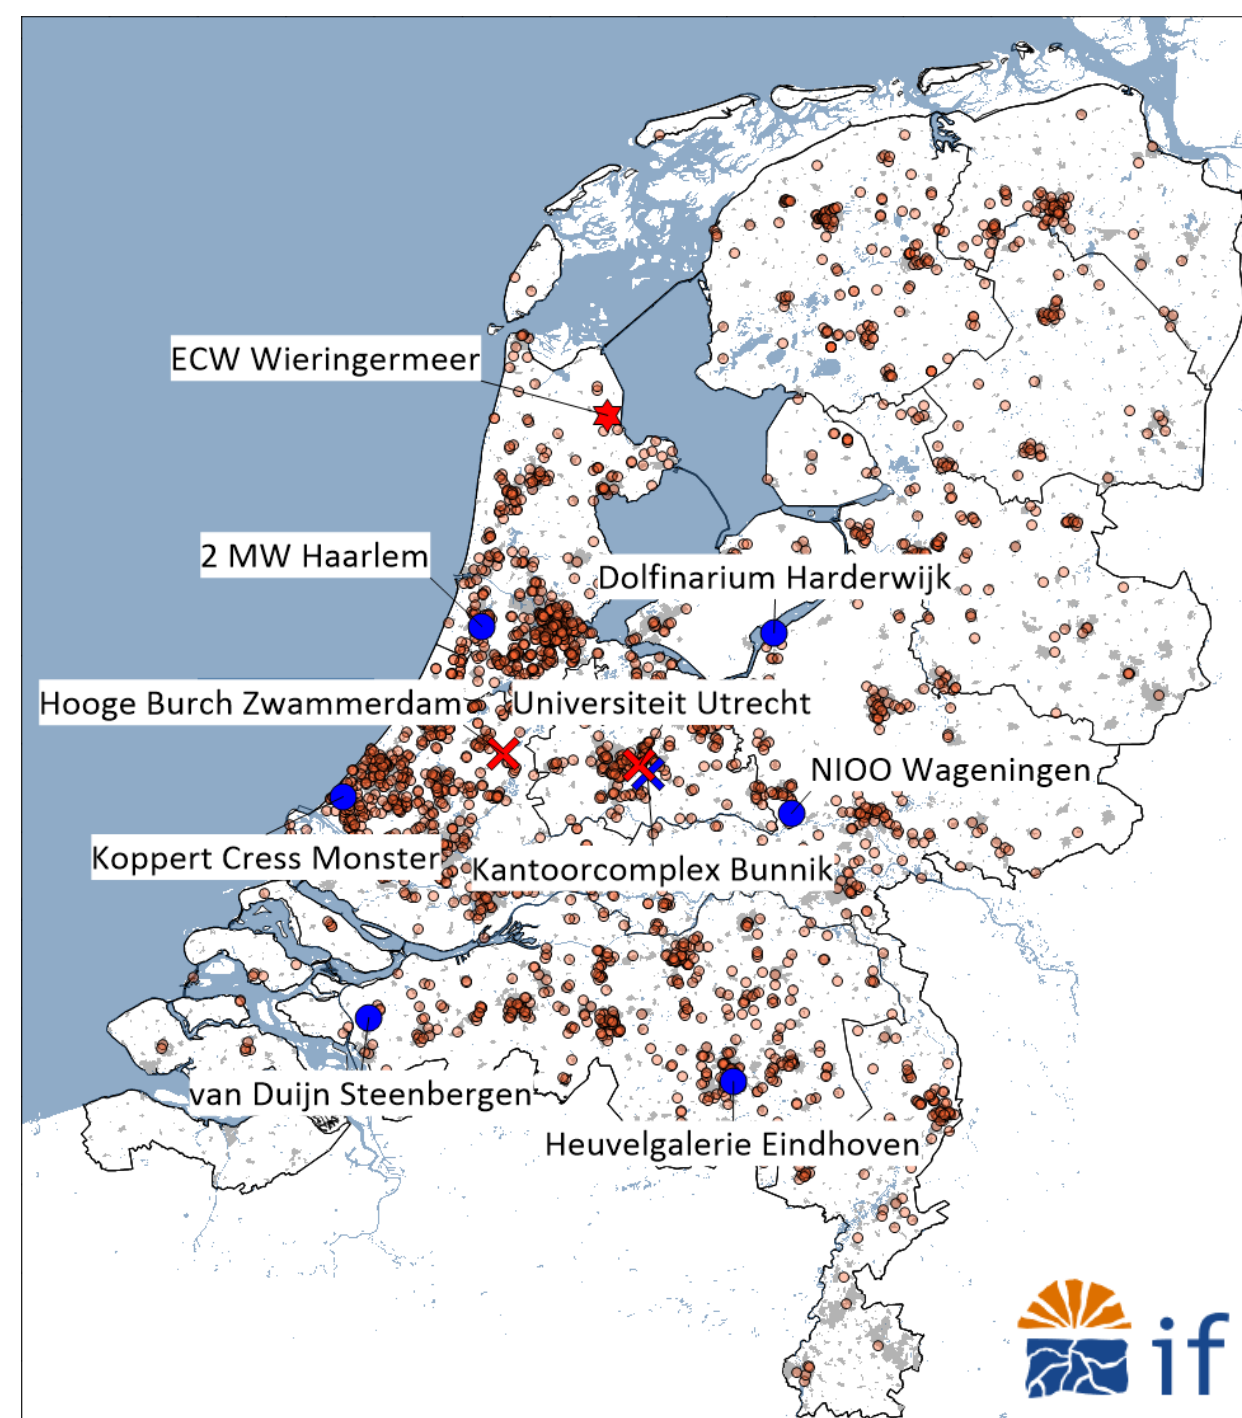 ECW Wieringermeer
2 MW Haarlem
Dolfinarium Harderwijk
Hooge Burch Zwammerdam
Universiteit Utrecht
NIOO Wageningen
Koppert Cress Monster
Kantoorcomplex Bunnik
van Duijn Steenbergen
Heuvelgalerie Eindhoven
if